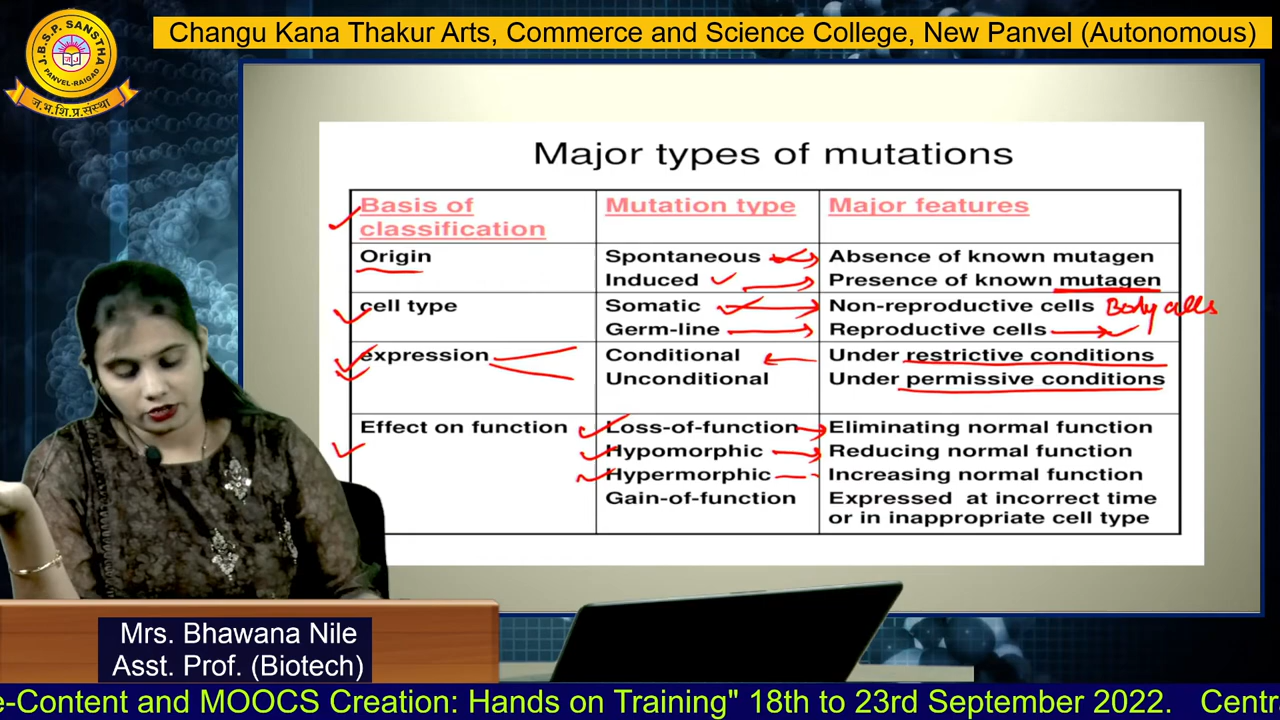 J.B.S.P. SANSTHA
PANVEL-RAIGAD
ज.भ.शि.प्र.संस्था
Changu Kana Thakur Arts, Commerce and Science College, New Panvel (Autonomous)
Major types of mutations
Basis of classification
Mutation type
Major features
Origin
Spontaneous
Absence of known mutagen
Induced
Presence of known mutagen
cell type
Somatic
Non-reproductive cells
Body cells
Germ-line
Reproductive cells
expression
Conditional
Under restrictive conditions
Unconditional
Under permissive conditions
Effect on function
Loss-of-function
Eliminating normal function
Hypomorphic
Reducing normal function
Hypermorphic
Increasing normal function
Gain-of-function
Expressed at incorrect time
or in inappropriate cell type
Mrs. Bhawana Nile
Asst. Prof. (Biotech)
e-Content and MOOCS Creation: Hands on Training" 18th to 23rd September 2022. Centr